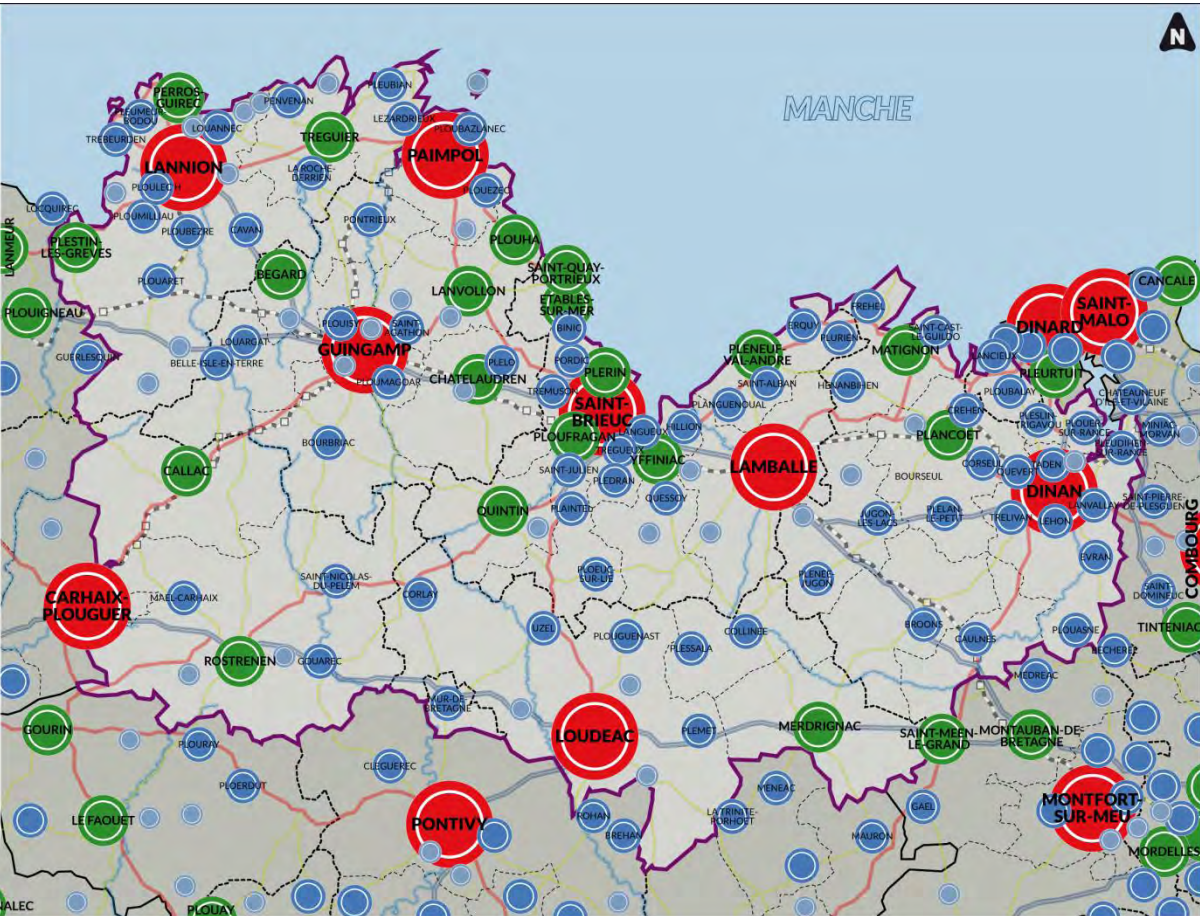 N
MANCHE
PERROS-
GUIREC
PLEUBIAN
PENVENAN
PLEUMEUR-
BODOU
LOUANNEC
LEZARDRIEUX
PLOUBAZLANEC
TREBEURDEN
TREGUIER
PAIMPOL
LANNION
LA ROCHE-
DERRIEN
PLOULECH
PLOUEZEC
LOCQUIREC
PLOUMILLIAU
PLOUBEZRE
CAVAN
PONTRIEUX
LANMEUR
PLESTIN-
LES-GREVES
PLOUHA
BEGARD
SAINT-QUAY-
PORTRIEUX
PLOUARET
LANVOLLON
ETABLES-
SUR-MER
CANCALE
SAINT-
MALO
FREHEL
PLOUIGNEAU
PLOUISY
SAINT-
AGATHON
BINIC
ERQUY
PLURIEN
SAINT-CAST-
LE-GUILDO
DINARD
LOUARGAT
GUINGAMP
MATIGNON
LANCIEUX
GUERLESQUIN
BELLE-ISLE-EN-TERRE
PLELO
PORDIC
PLENEUF-
VAL-ANDRE
PLEURTUIT
PLOUMAGOAR
CHATELAUDREN
PLERIN
SAINT-ALBAN
HENANBIHEN
PLOUBALAY
CHATEAUNEUF
D'ILLE-ET-VILAINE
TREMUSON
SAINT-
BRIEUC
PLANGUENOUAL
CREHEN
PLESLIN-
TRIGAVOU
PLOUER-
SUR-RANCE
MINIAC-
MORVAN
BOURBRIAC
PLOUFRAGAN
LANGUEUX
HILLION
PLANCOET
PLEUDIHEN-
SUR-RANCE
TREGUEUX
YFFINIAC
LAMBALLE
CORSEUL
QUEVERT
TADEN
CALLAC
SAINT-JULIEN
PLEDRAN
BOURSEUL
DINAN
QUINTIN
PLAINTEL
QUESSOY
JUGON-
LES-LACS
PLELAN-
LE-PETIT
TRELIVAN
LEHON
LANVALLAY
SAINT-PIERRE-
DE-PLESGUEN
COMBOURG
EVRAN
CARHAIX-
PLOUGUER
MAEL-CARHAIX
SAINT-NICOLAS-
DU-PELEM
CORLAY
PLOEUC-
SUR-LIE
PLENEE-
JUGON
SAINT-
DOMINEUC
UZEL
PLOUGUENAST
COLLINEE
BROONS
PLOUASNE
TINTENIAC
PLESSALA
CAULNES
BECHEREL
ROSTRENEN
GOUAREC
MEDREAC
MUR-DE-
BRETAGNE
GOURIN
LOUDEAC
PLEMET
MERDRIGNAC
SAINT-MEEN-
LE-GRAND
MONTAUBAN-DE-
BRETAGNE
PLOURAY
CLEGUEREC
PLOERDUT
MENEAC
GAEL
MONTFORT-
SUR-MEU
LE FAOUET
PONTIVY
ROHAN
LA TRINITE-
PORHOET
BREHAN
MAURON
MORDELLES
PLOUAY
NALEC